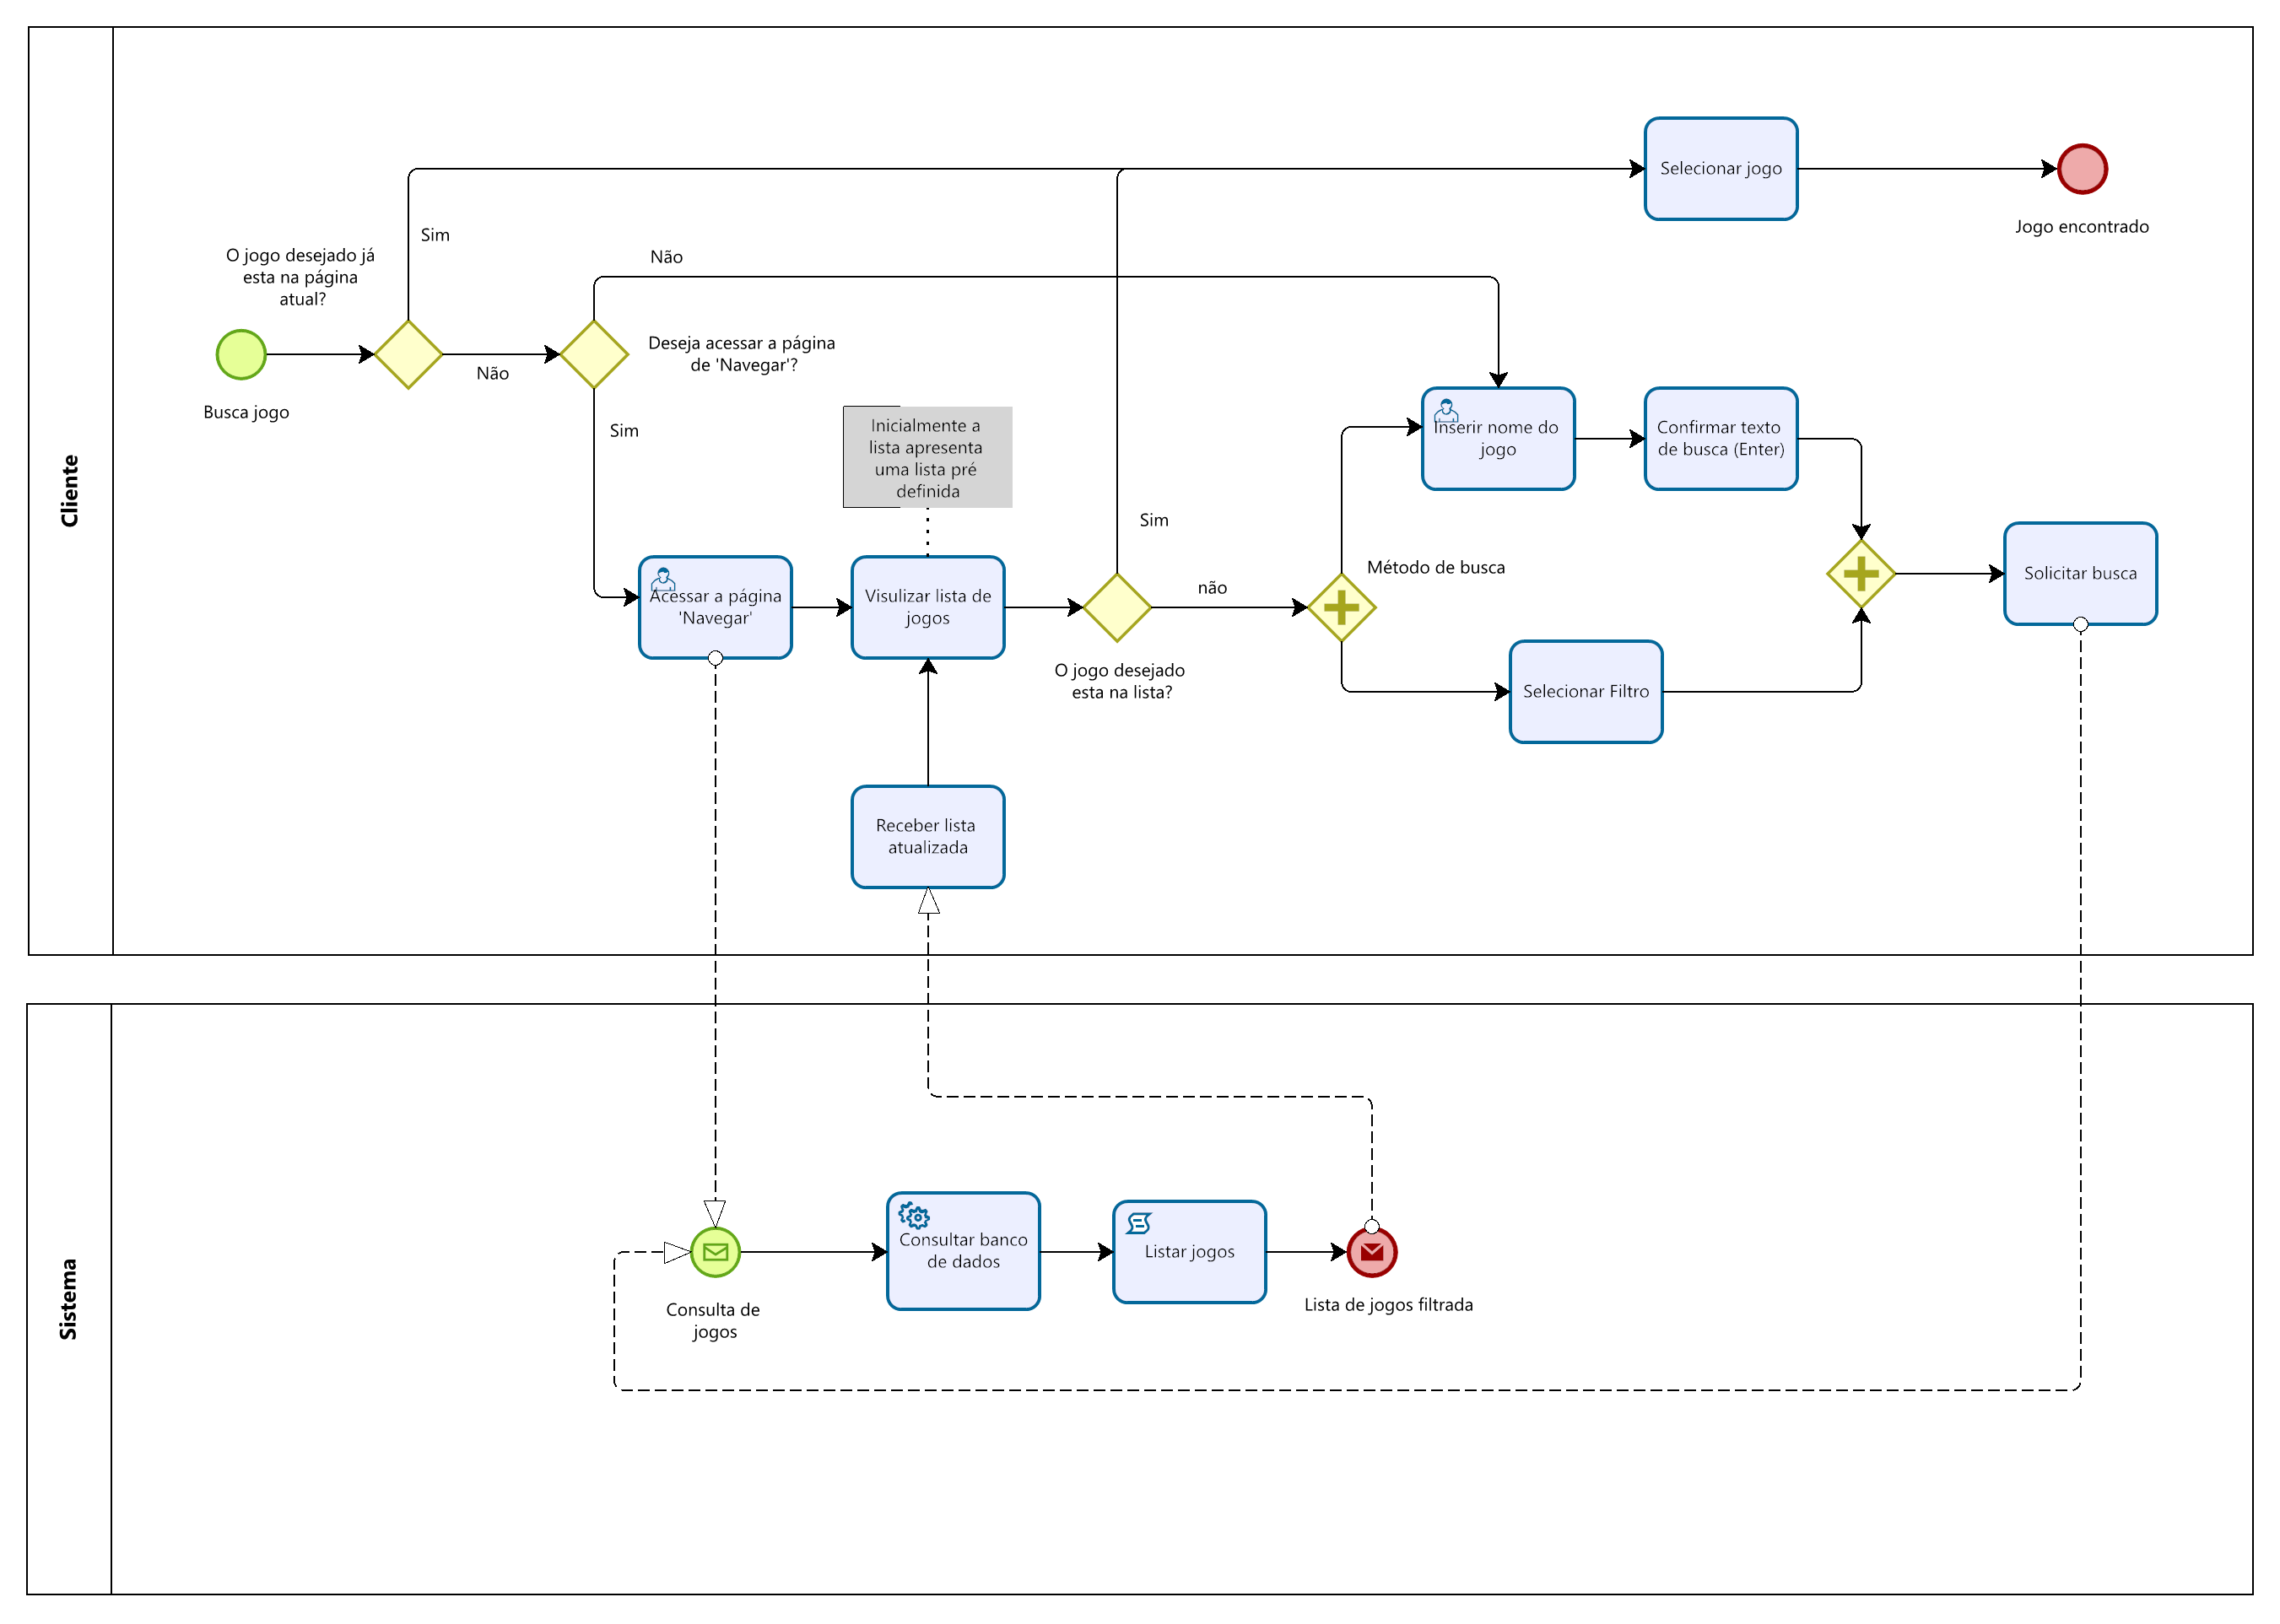 Cliente
Selecionar jogo
Jogo encontrado
Sim
O jogo desejado já
esta na página
atual?
Não
Busca jogo
Não
Deseja acessar a página
de 'Navegar'?
Sim
Inicialmente a
lista apresenta
uma lista pré
definida
Inserir nome do
jogo
Confirmar texto
de busca (Enter)
Sim
Acessar a página
'Navegar'
Visulizar lista de
jogos
não
O jogo desejado
esta na lista?
Método de busca
Solicitar busca
Selecionar Filtro
Receber lista
atualizada
Sistema
Consulta de
jogos
Consultar banco
de dados
Listar jogos
Lista de jogos filtrada